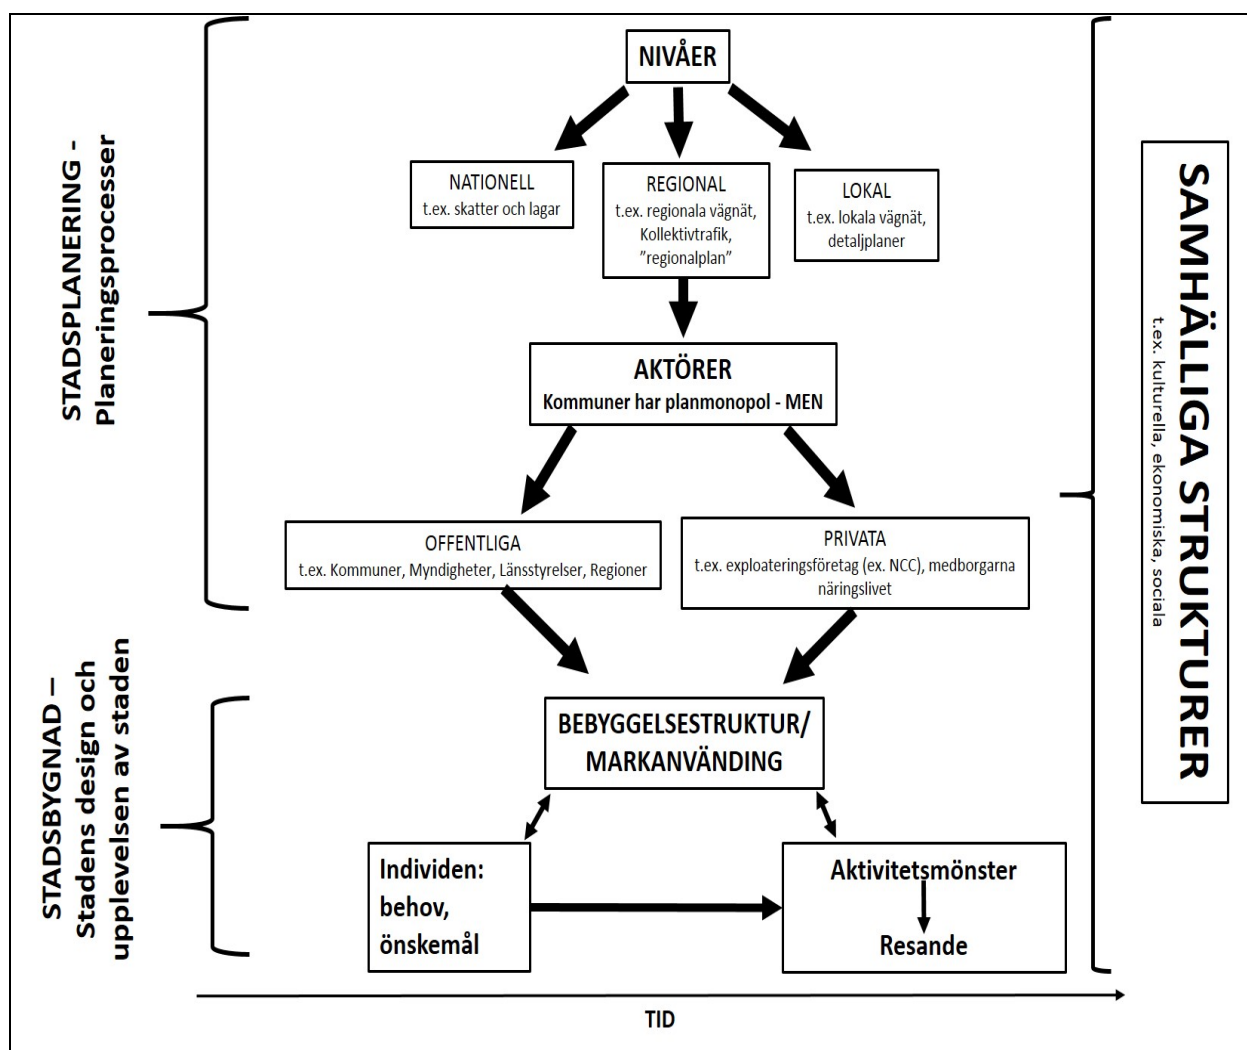 STADSPLANERING -
Planeringsprocesser
NIVÅER
NATIONELL
t.ex. skatter och lagar
REGIONAL
t.ex. regionala vägnät,
Kollektivtrafik,
”regionalplan”
LOKAL
t.ex. lokala vägnät,
detaljplaner
AKTÖRER
Kommuner har planmonopol - MEN
OFFENTLIGA
t.ex. Kommuner, Myndigheter, Länsstyrelser, Regioner
PRIVATA
t.ex. exploateringsföretag (ex. NCC), medborgarna
näringslivet
STADSBYGNAD –
Stadens design och
upplevelsen av staden
BEBYGGELSESTRUKTUR/
MARKANVÄNDING
Individen:
behov,
önskemål
Aktivitetsmönster
Resande
TID
SAMHÄLLIGA STRUKTURER
t.ex. kulturella, ekonomiska, sociala